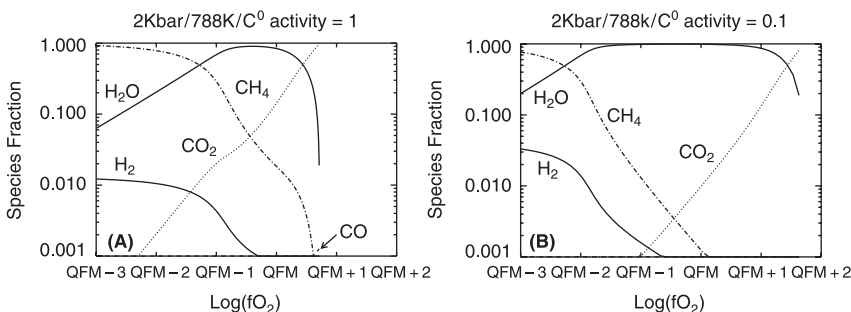 2Kbar/788K/C⁰ activity = 1
1.000
0.100
0.010
0.001
Species Fraction
H₂O
CH₄
CO₂
H₂
(A)
CO
QFM – 3 QFM – 2 QFM – 1 QFM QFM + 1 QFM + 2
Log(fO₂)
2Kbar/788k/C⁰ activity = 0.1
1.000
0.100
0.010
0.001
Species Fraction
H₂O
CH₄
CO₂
H₂
(B)
QFM – 3 QFM – 2 QFM – 1 QFM QFM + 1 QFM + 2
Log(fO₂)